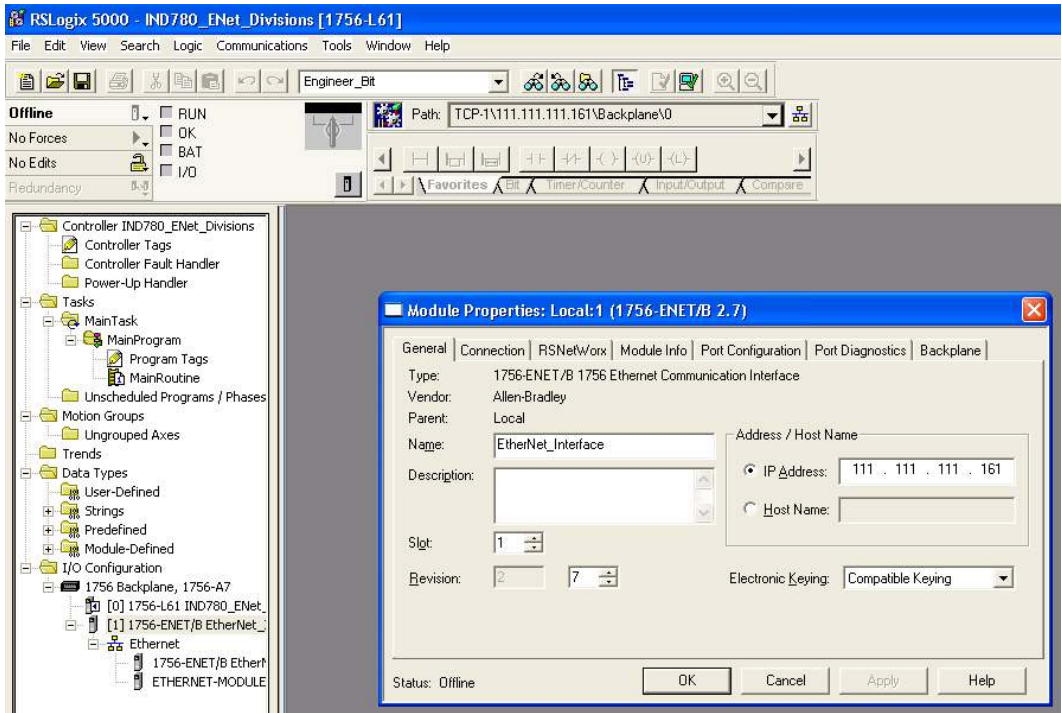 RSLogix 5000 - IND780_ENet_Divisions [1756-L61]
File Edit View Search Logic Communications Tools Window Help
Engineer_Bit
Offline
RUN
No Forces
OK
No Edits
BAT
Redundancy
I/O
Path: TCP-1\111.111.111.161\Backplane\0
Favorites Bit Timer/Counter Input/Output Compare
Controller IND780_ENet_Divisions
Controller Tags
Controller Fault Handler
Power-Up Handler
Tasks
MainTask
MainProgram
Program Tags
MainRoutine
Unscheduled Programs / Phases
Motion Groups
Ungrouped Axes
Trends
Data Types
User-Defined
Strings
Predefined
Module-Defined
I/O Configuration
1756 Backplane, 1756-A7
[0] 1756-L61 IND780_ENet_
[1] 1756-ENET/B EtherNet_
Ethernet
1756-ENET/B EtherN
ETHERNET-MODULE
Module Properties: Local:1 (1756-ENET/B 2.7)
General Connection RSNetWorx Module Info Port Configuration Port Diagnostics Backplane
Type: 1756-ENET/B 1756 Ethernet Communication Interface
Vendor: Allen-Bradley
Parent: Local
Name: EtherNet_Interface
Description:
Address / Host Name
IP Address: 111 . 111 . 111 . 161
Host Name:
Slot: 1
Revision: 2 7
Electronic Keying: Compatible Keying
Status: Offline
OK Cancel Apply Help